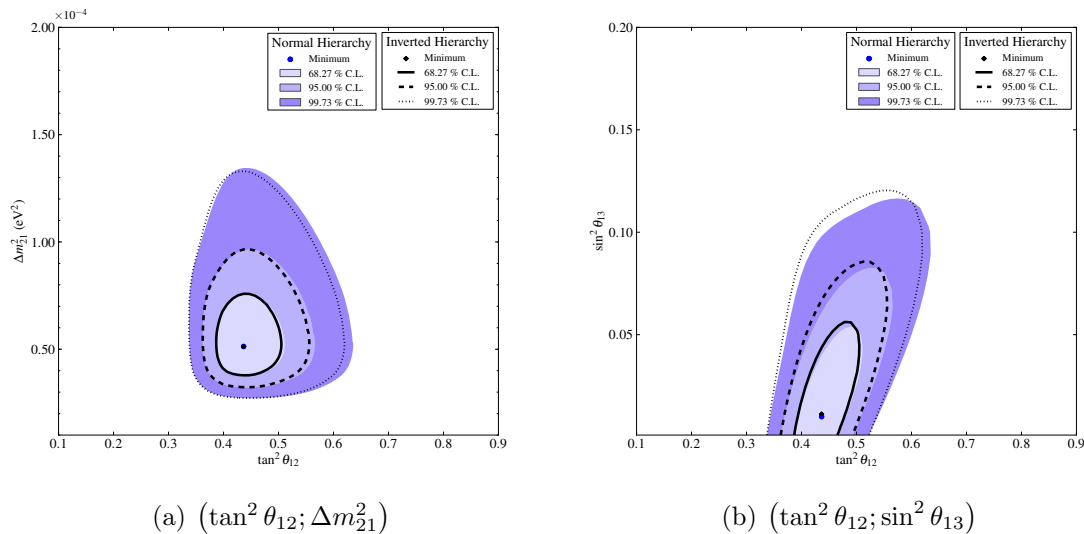 ×10⁻⁴
2.00
1.50
1.00
0.50
Δm²₂₁ (eV²)
0.1 0.2 0.3 0.4 0.5 0.6 0.7 0.8 0.9
tan² θ₁₂
Normal Hierarchy
Minimum
68.27 % C.L.
95.00 % C.L.
99.73 % C.L.
Inverted Hierarchy
Minimum
68.27 % C.L.
95.00 % C.L.
99.73 % C.L.
(a) (tan² θ₁₂; Δm²₂₁)
0.20
0.15
0.10
0.05
sin² θ₁₃
0.1 0.2 0.3 0.4 0.5 0.6 0.7 0.8 0.9
tan² θ₁₂
Normal Hierarchy
Minimum
68.27 % C.L.
95.00 % C.L.
99.73 % C.L.
Inverted Hierarchy
Minimum
68.27 % C.L.
95.00 % C.L.
99.73 % C.L.
(b) (tan² θ₁₂; sin² θ₁₃)